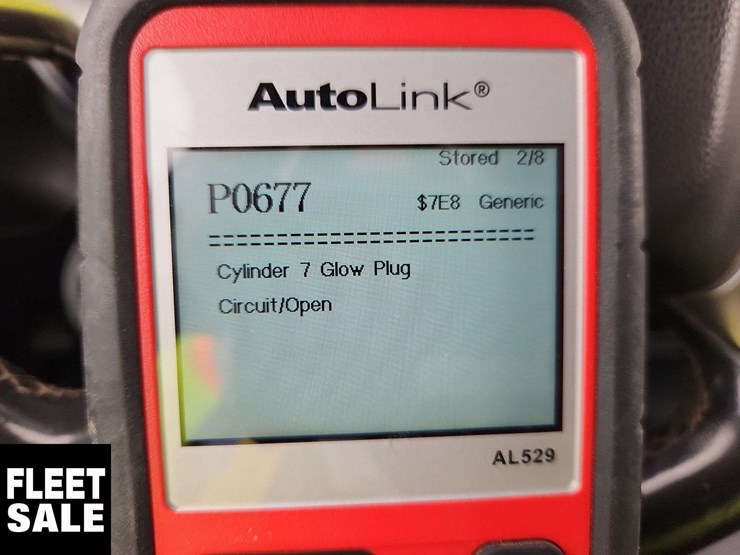 AutoLink®
Stored 2/8
P0677 $7E8 Generic
==============================
Cylinder 7 Glow Plug
Circuit/Open
AL529
FLEET
SALE